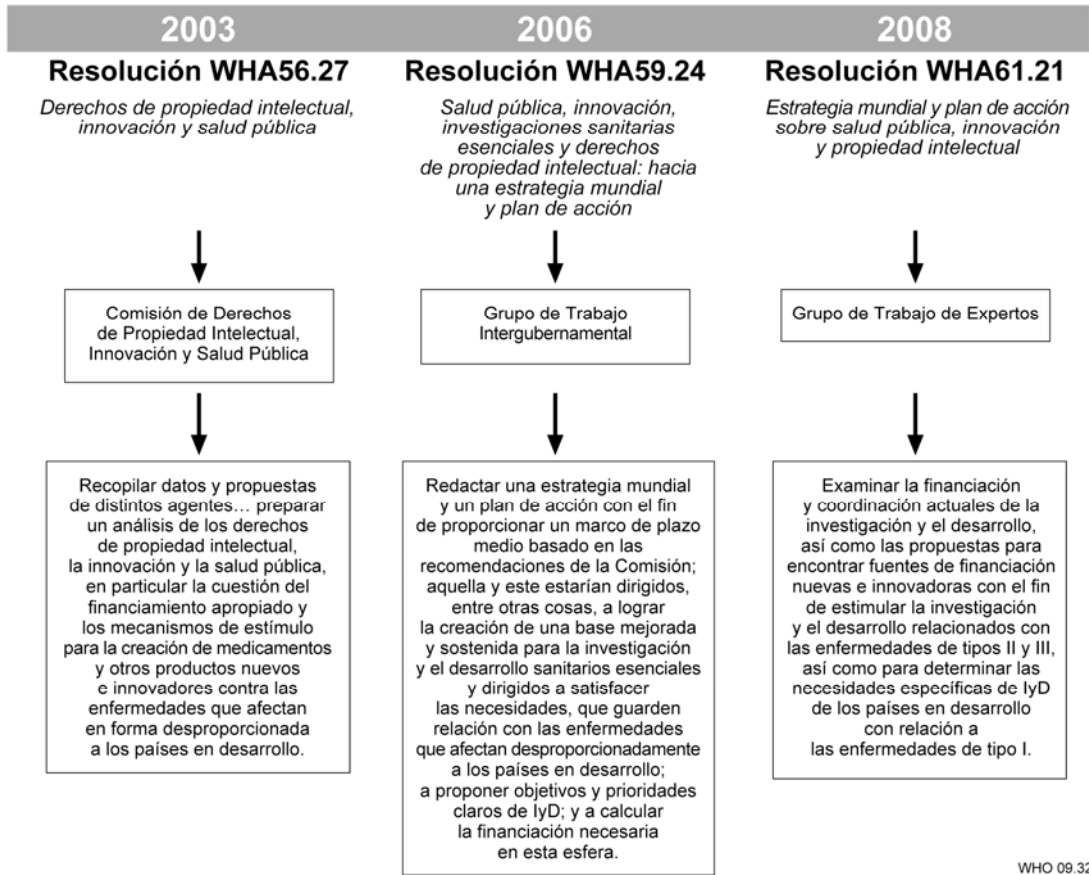 2003
Resolución WHA56.27
Derechos de propiedad intelectual,
innovación y salud pública
Comisión de Derechos
de Propiedad Intelectual,
Innovación y Salud Pública
Recopilar datos y propuestas
de distintos agentes… preparar
un análisis de los derechos
de propiedad intelectual,
la innovación y la salud pública,
en particular la cuestión del
financiamiento apropiado y
los mecanismos de estímulo
para la creación de medicamentos
y otros productos nuevos
e innovadores contra las
enfermedades que afectan
en forma desproporcionada
a los países en desarrollo.
2006
Resolución WHA59.24
Salud pública, innovación,
investigaciones sanitarias
esenciales y derechos
de propiedad intelectual: hacia
una estrategia mundial
y plan de acción
Grupo de Trabajo
Intergubernamental
Redactar una estrategia mundial
y un plan de acción con el fin
de proporcionar un marco de plazo
medio basado en las
recomendaciones de la Comisión;
aquella y este estarían dirigidos,
entre otras cosas, a lograr
la creación de una base mejorada
y sostenida para la investigación
y el desarrollo sanitarios esenciales
y dirigidos a satisfacer
las necesidades, que guarden
relación con las enfermedades
que afectan desproporcionadamente
a los países en desarrollo;
a proponer objetivos y prioridades
claros de IyD; y a calcular
la financiación necesaria
en esta esfera.
2008
Resolución WHA61.21
Estrategia mundial y plan de acción
sobre salud pública, innovación
y propiedad intelectual
Grupo de Trabajo de Expertos
Examinar la financiación
y coordinación actuales de la
investigación y el desarrollo,
así como las propuestas para
encontrar fuentes de financiación
nuevas e innovadoras con el fin
de estimular la investigación
y el desarrollo relacionados con
las enfermedades de tipos II y III,
así como para determinar las
necesidades específicas de IyD
de los países en desarrollo
con relación a
las enfermedades de tipo I.
WHO 09.32